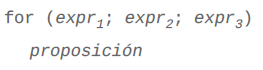 for (expr₁; expr₂; expr₃)
proposición